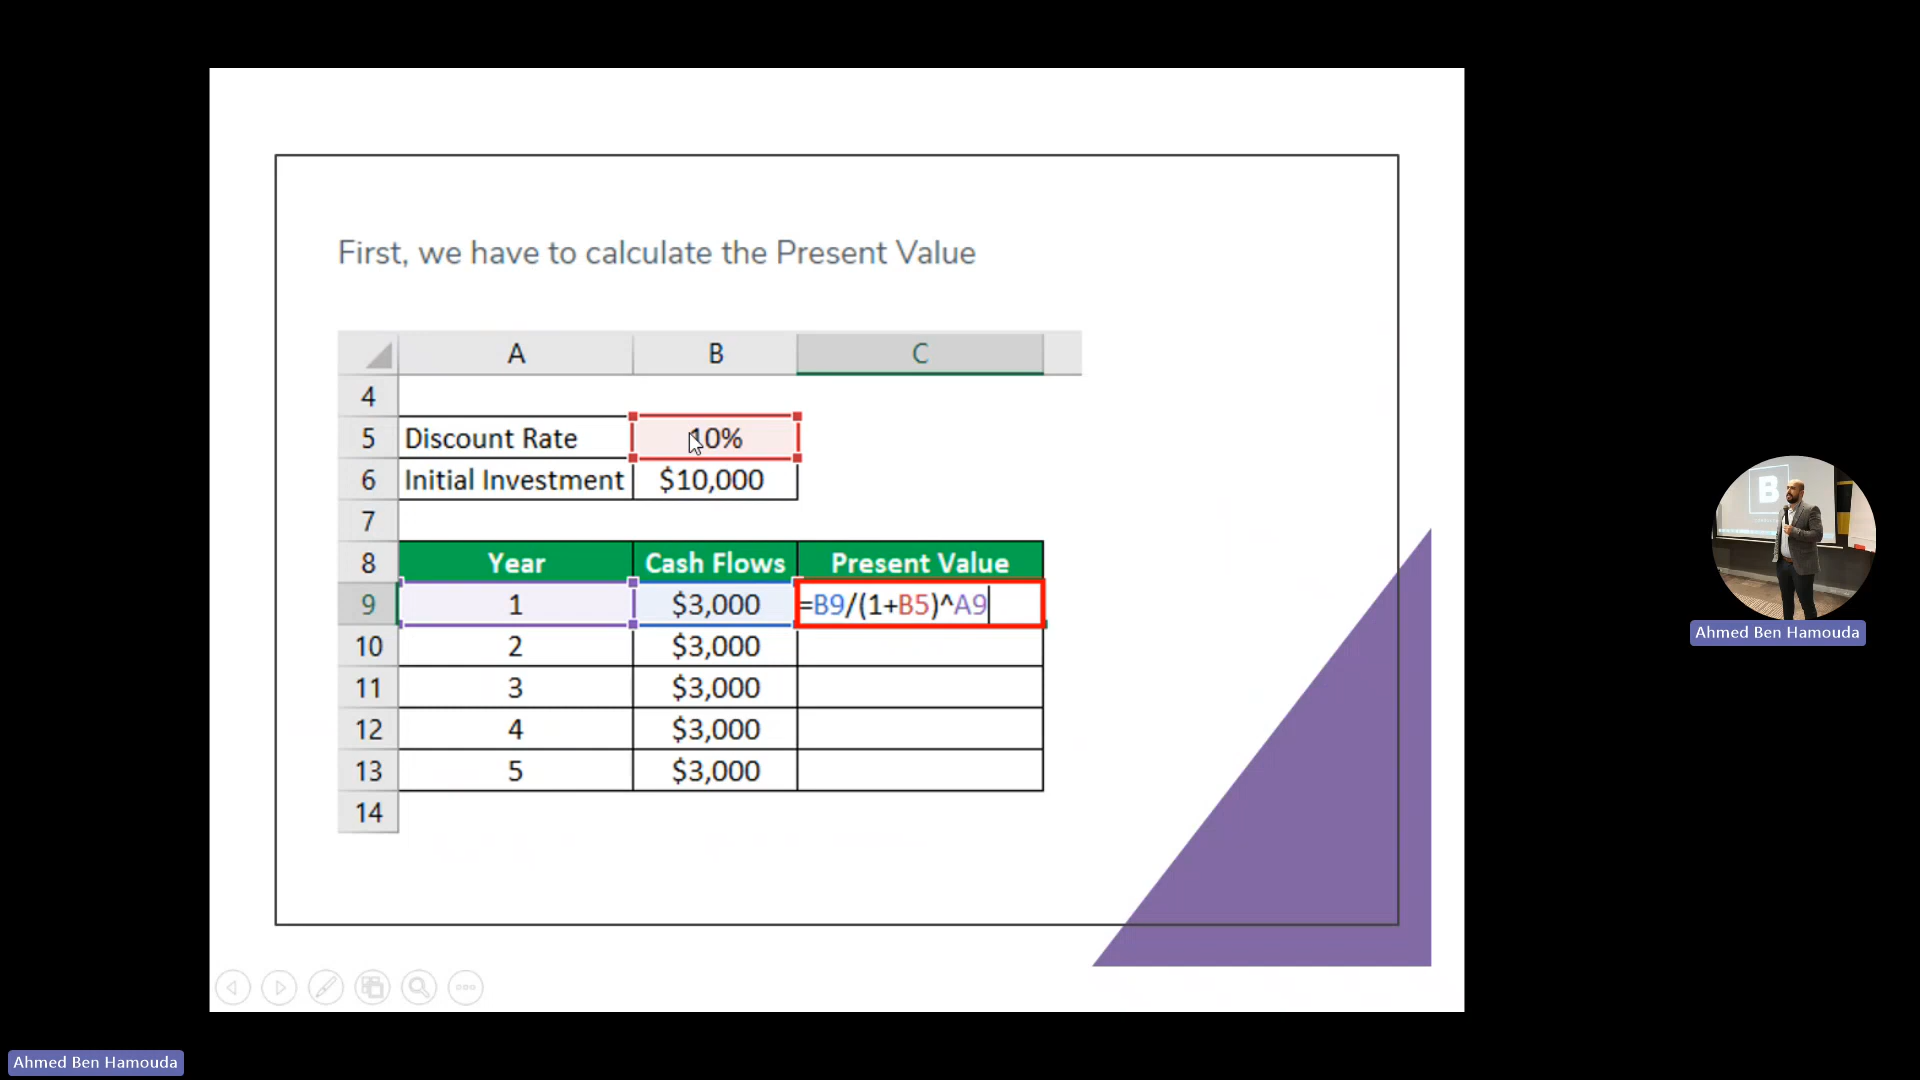 First, we have to calculate the Present Value
A B C
4
5 Discount Rate 10%
6 Initial Investment $10,000
7
8 Year Cash Flows Present Value
9 1 $3,000 =B9/(1+B5)^A9
10 2 $3,000
11 3 $3,000
12 4 $3,000
13 5 $3,000
14
B
Ahmed Ben Hamouda
Ahmed Ben Hamouda